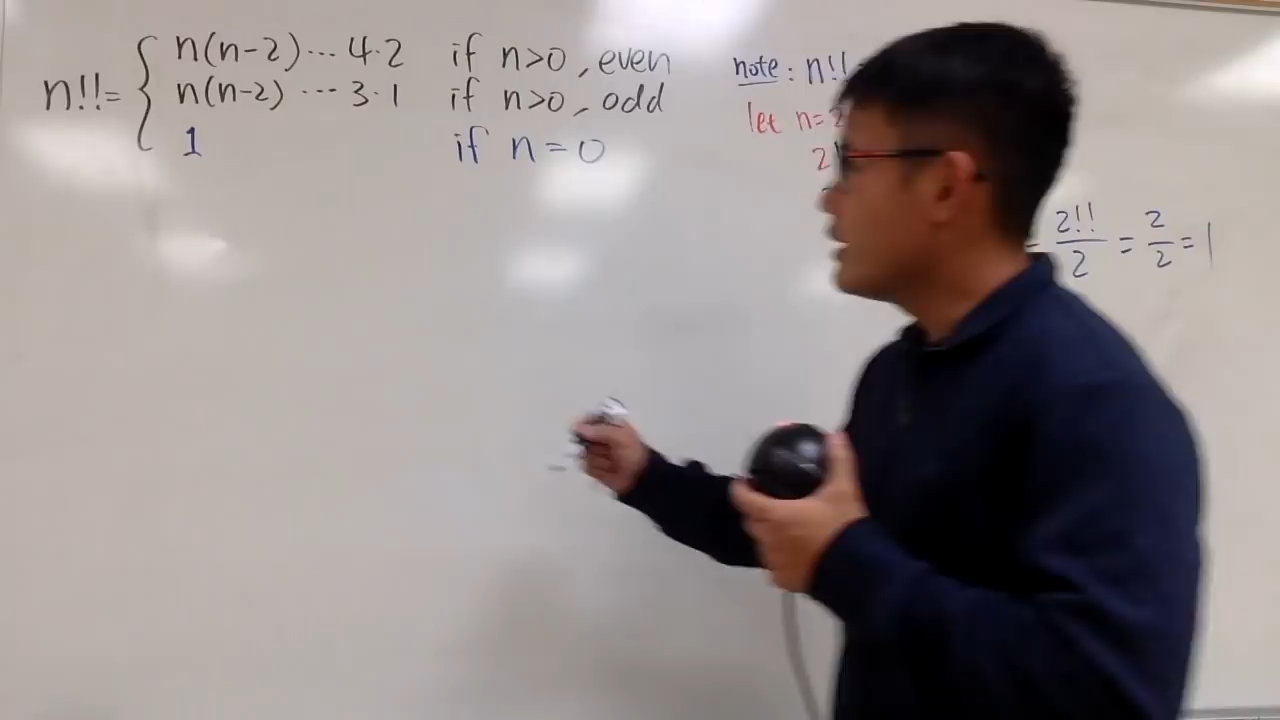 n!!= { n(n-2)⋯4·2 if n>0, even
n(n-2)⋯3·1 if n>0, odd
1 if n=0
note: n!!
let n=2
2
2!!/2 = 2/2 = 1